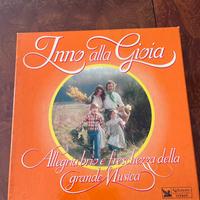 Inno alla Gioia
Allegria brio e freschezza della
grande Musica